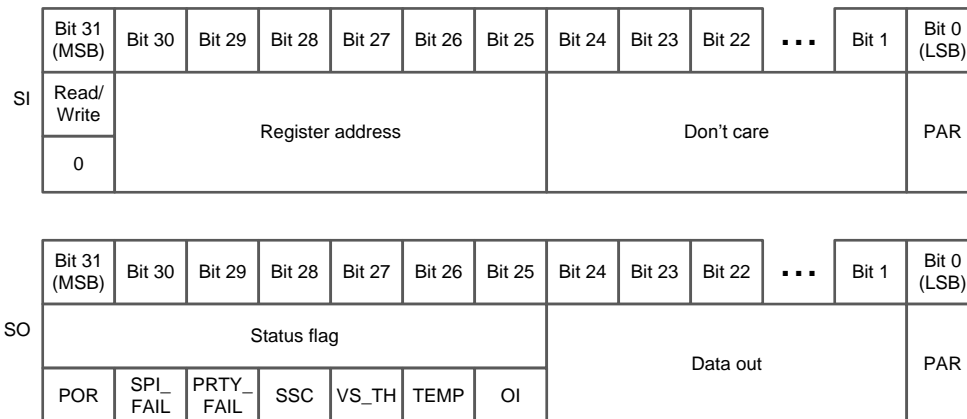 Bit 31 (MSB) Bit 30 Bit 29 Bit 28 Bit 27 Bit 26 Bit 25 Bit 24 Bit 23 Bit 22 ... Bit 1 Bit 0 (LSB)
SI
Read/
Write
0
Register address
Don't care
PAR
Bit 31 (MSB) Bit 30 Bit 29 Bit 28 Bit 27 Bit 26 Bit 25 Bit 24 Bit 23 Bit 22 ... Bit 1 Bit 0 (LSB)
SO
Status flag
Data out
PAR
POR SPI_ FAIL PRTY_ FAIL SSC VS_TH TEMP OI